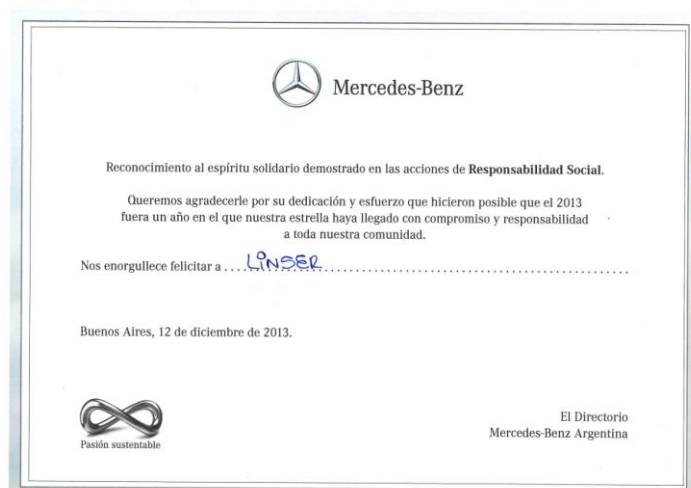 Mercedes-Benz
Reconocimiento al espíritu solidario demostrado en las acciones de Responsabilidad Social.
Queremos agradecerle por su dedicación y esfuerzo que hicieron posible que el 2013
fuera un año en el que nuestra estrella haya llegado con compromiso y responsabilidad
a toda nuestra comunidad.
Nos enorgullece felicitar a .... LINSER ....
Buenos Aires, 12 de diciembre de 2013.
Pasión sustentable
El Directorio
Mercedes-Benz Argentina